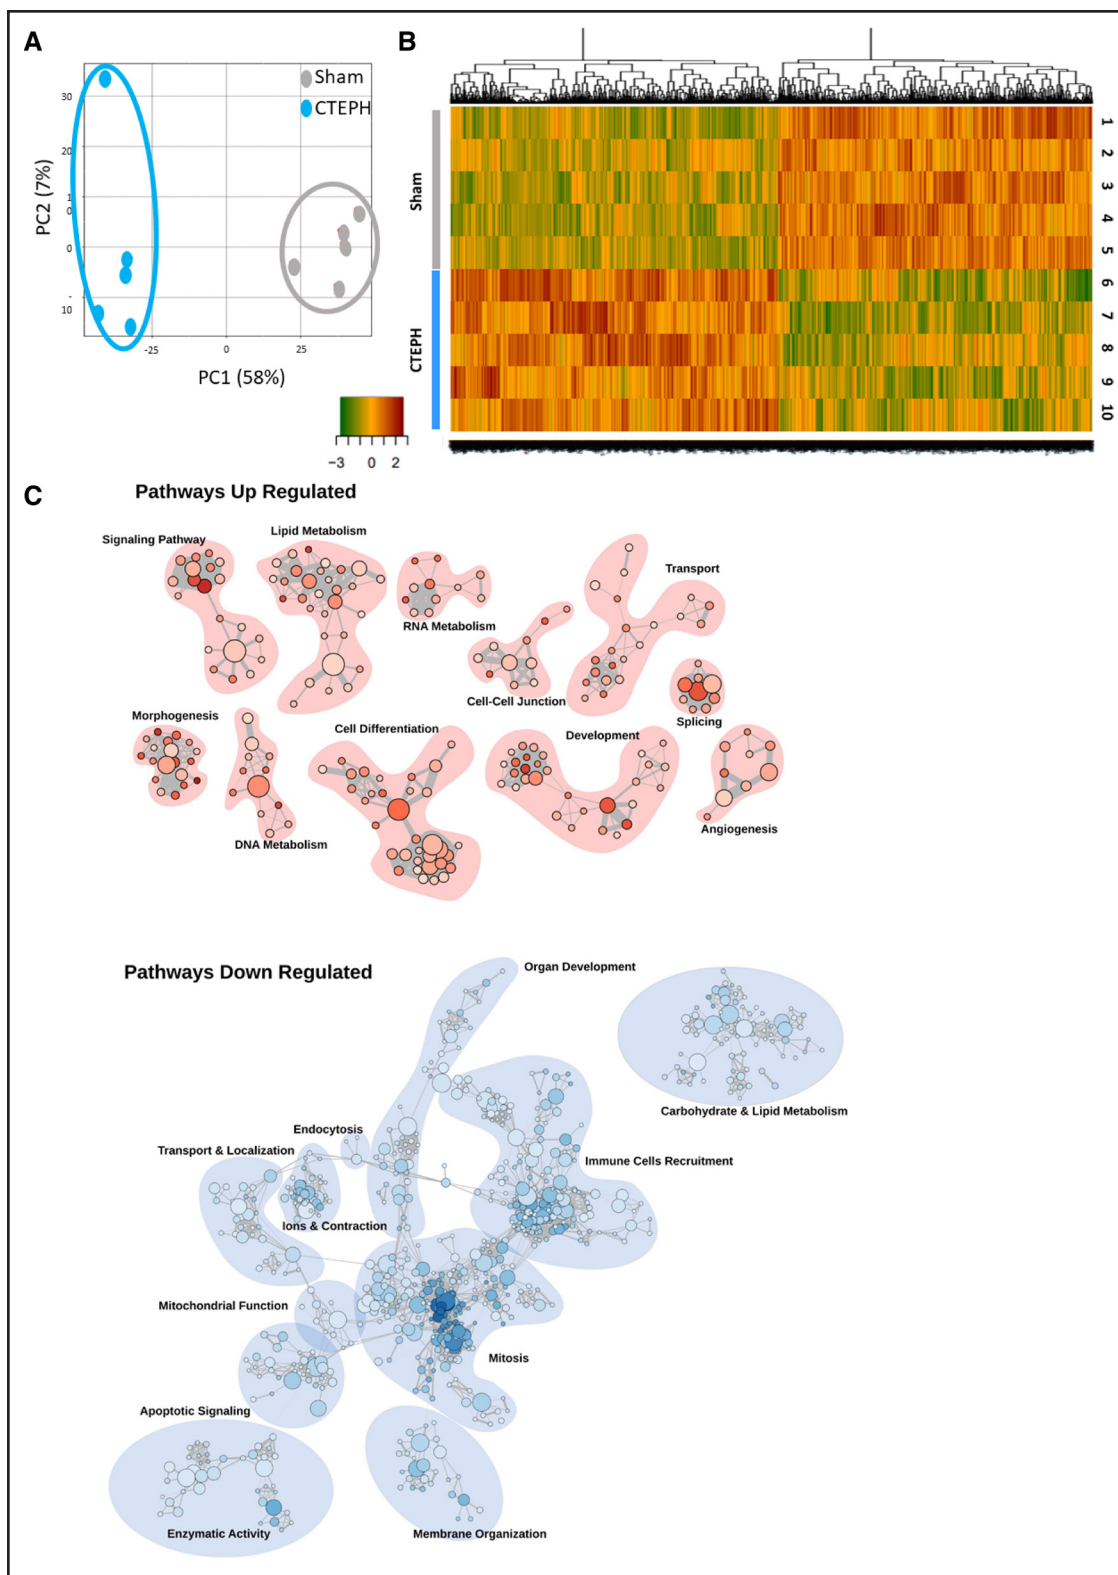 A
Sham
CTEPH
30
20
1
0
0
-
10
-25
0
25
PC2 (7%)
PC1 (58%)
-3 0 2
B
Sham
CTEPH
1
2
3
4
5
6
7
8
9
10
C
Pathways Up Regulated
Signaling Pathway
Lipid Metabolism
RNA Metabolism
Transport
Cell-Cell Junction
Splicing
Morphogenesis
Cell Differentiation
Development
DNA Metabolism
Angiogenesis
Pathways Down Regulated
Organ Development
Carbohydrate & Lipid Metabolism
Endocytosis
Transport & Localization
Immune Cells Recruitment
Ions & Contraction
Mitochondrial Function
Mitosis
Apoptotic Signaling
Enzymatic Activity
Membrane Organization